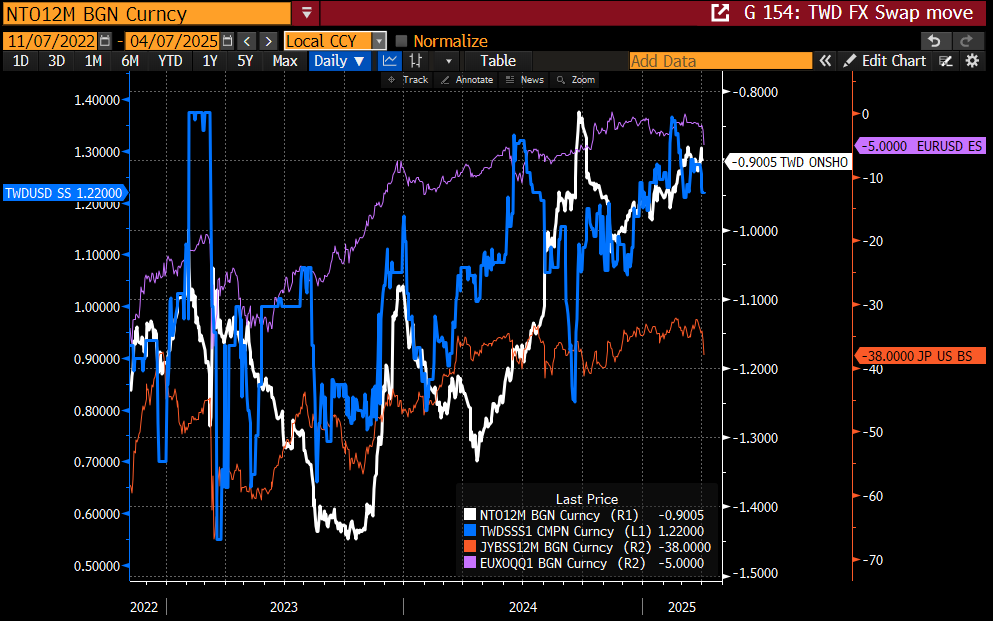 NTO12M BGN Curncy
G 154: TWD FX Swap move
11/07/2022 - 04/07/2025 < > Local CCY Normalize
1D 3D 1M 6M YTD 1Y 5Y Max Daily ▼ Table Add Data « Edit Chart
Track Annotate News Zoom
1.40000
1.30000
1.20000
1.10000
1.00000
0.90000
0.80000
0.70000
0.60000
0.50000
TWDUSD SS 1.22000
-0.8000
-0.9005 TWD ONSHO
-1.0000
-1.1000
-1.2000
-1.3000
-1.4000
-1.5000
0
-5.0000 EURUSD ES
-10
-20
-30
-38.0000 JP US BS
-40
-50
-60
-70
Last Price
NTO12M BGN Curncy (R1) -0.9005
TWDSSS1 CMPN Curncy (L1) 1.22000
JYBSS12M BGN Curncy (R2) -38.0000
EUXOQQ1 BGN Curncy (R2) -5.0000
2022 2023 2024 2025